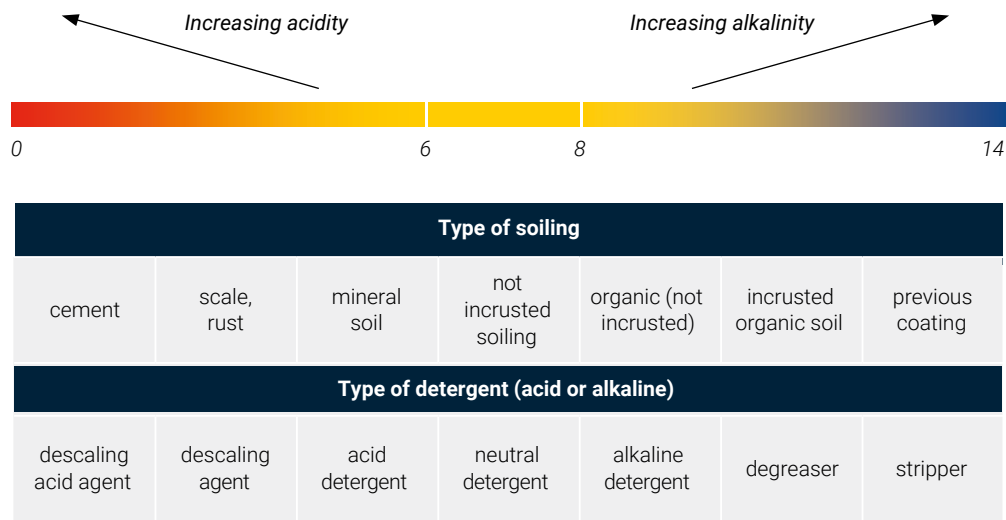 Increasing acidity
Increasing alkalinity
0
6
8
14
Type of soiling
cement
scale,
rust
mineral
soil
not
incrusted
soiling
organic (not
incrusted)
incrusted
organic soil
previous
coating
Type of detergent (acid or alkaline)
descaling
acid agent
descaling
agent
acid
detergent
neutral
detergent
alkaline
detergent
degreaser
stripper